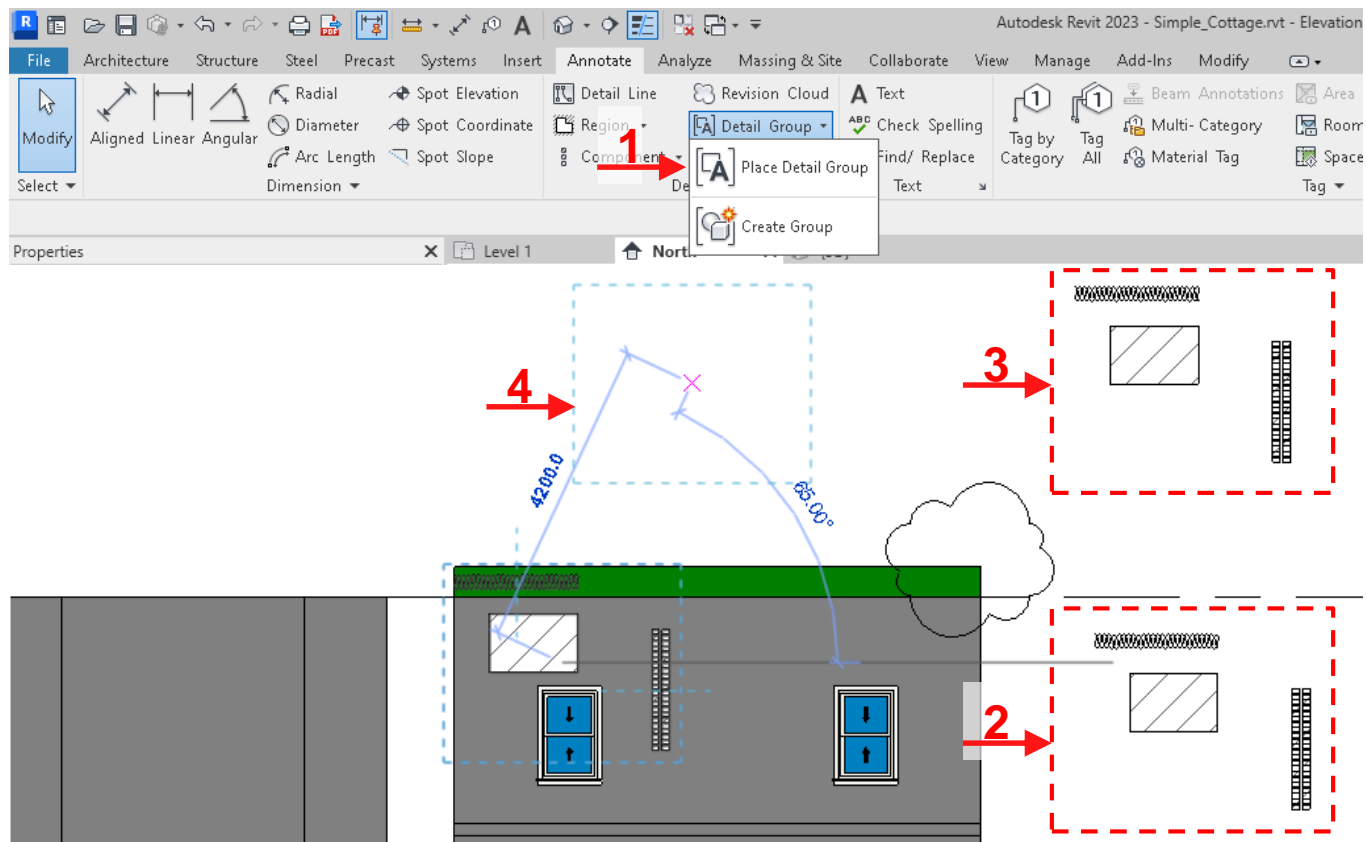 R
PDF
A
Autodesk Revit 2023 - Simple_Cottage.rvt - Elevation
File Architecture Structure Steel Precast Systems Insert Annotate Analyze Massing & Site Collaborate View Manage Add-Ins Modify
Modify
Aligned Linear Angular
Radial
Diameter
Arc Length
Spot Elevation
Spot Coordinate
Spot Slope
Detail Line
Region
Component
Revision Cloud
Detail Group
A Text
ABC Check Spelling
Find/ Replace
Tag by
Category
Tag
All
Beam Annotations
Multi- Category
Material Tag
Area
Room
Space
Select Dimension De Text Tag
Place Detail Group
Create Group
1
Properties X Level 1 North
3
4
4200.0
65.00°
2